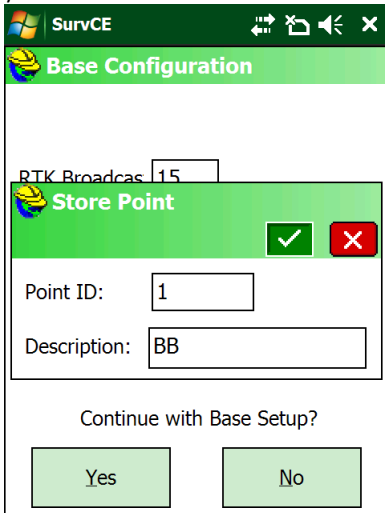 SurvCE
Base Configuration
RTK Broadcas 15
Store Point
Point ID: 1
Description: BB
Continue with Base Setup?
Yes No